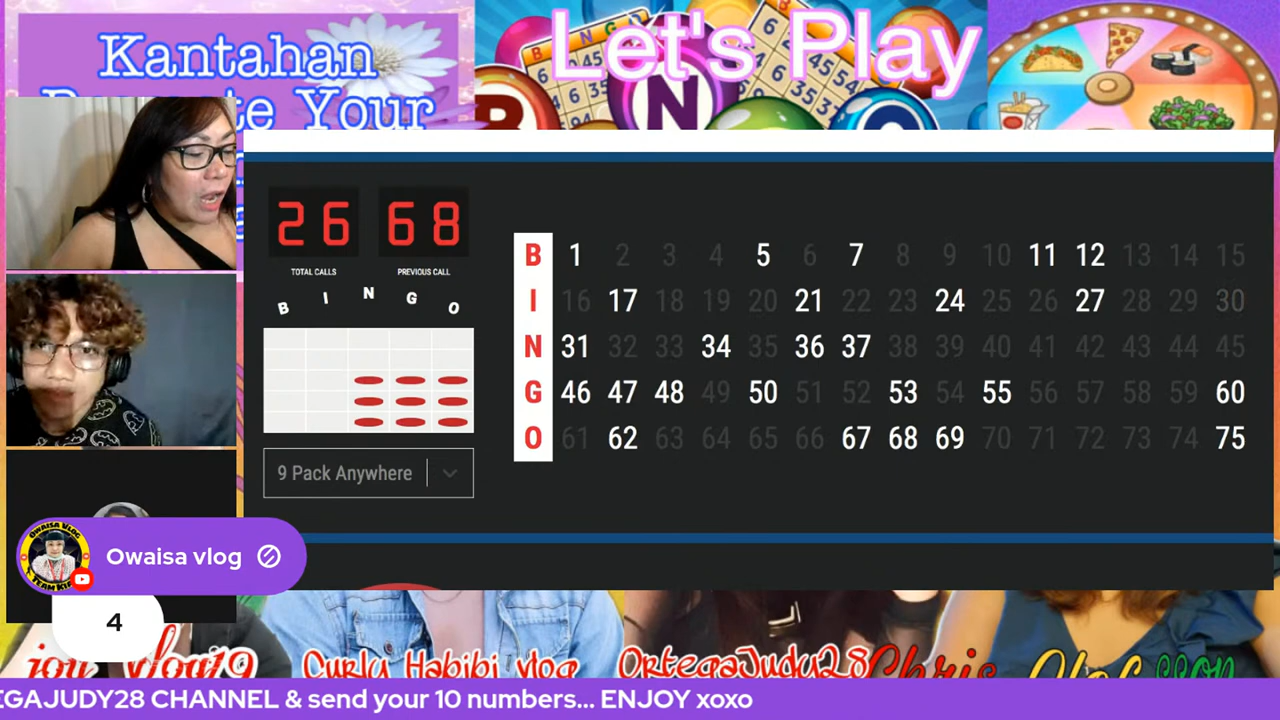 Kantahan
Let's Play
N
26 68
TOTAL CALLS PREVIOUS CALL
B I N G O
9 Pack Anywhere
B 1 2 3 4 5 6 7 8 9 10 11 12 13 14 15
I 16 17 18 19 20 21 22 23 24 25 26 27 28 29 30
N 31 32 33 34 35 36 37 38 39 40 41 42 43 44 45
G 46 47 48 49 50 51 52 53 54 55 56 57 58 59 60
O 61 62 63 64 65 66 67 68 69 70 71 72 73 74 75
Owaisa vlog
4
Curly Habibi vlog
OrtegaJudy28
Chris
EGAJUDY28 CHANNEL & send your 10 numbers... ENJOY xoxo